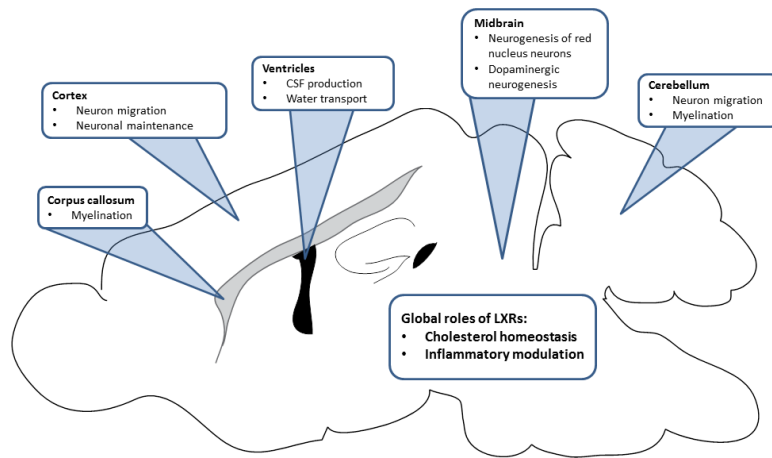 Midbrain
• Neurogenesis of red
nucleus neurons
• Dopaminergic
neurogenesis
Ventricles
• CSF production
• Water transport
Cortex
• Neuron migration
• Neuronal maintenance
Cerebellum
• Neuron migration
• Myelination
Corpus callosum
• Myelination
Global roles of LXRs:
• Cholesterol homeostasis
• Inflammatory modulation